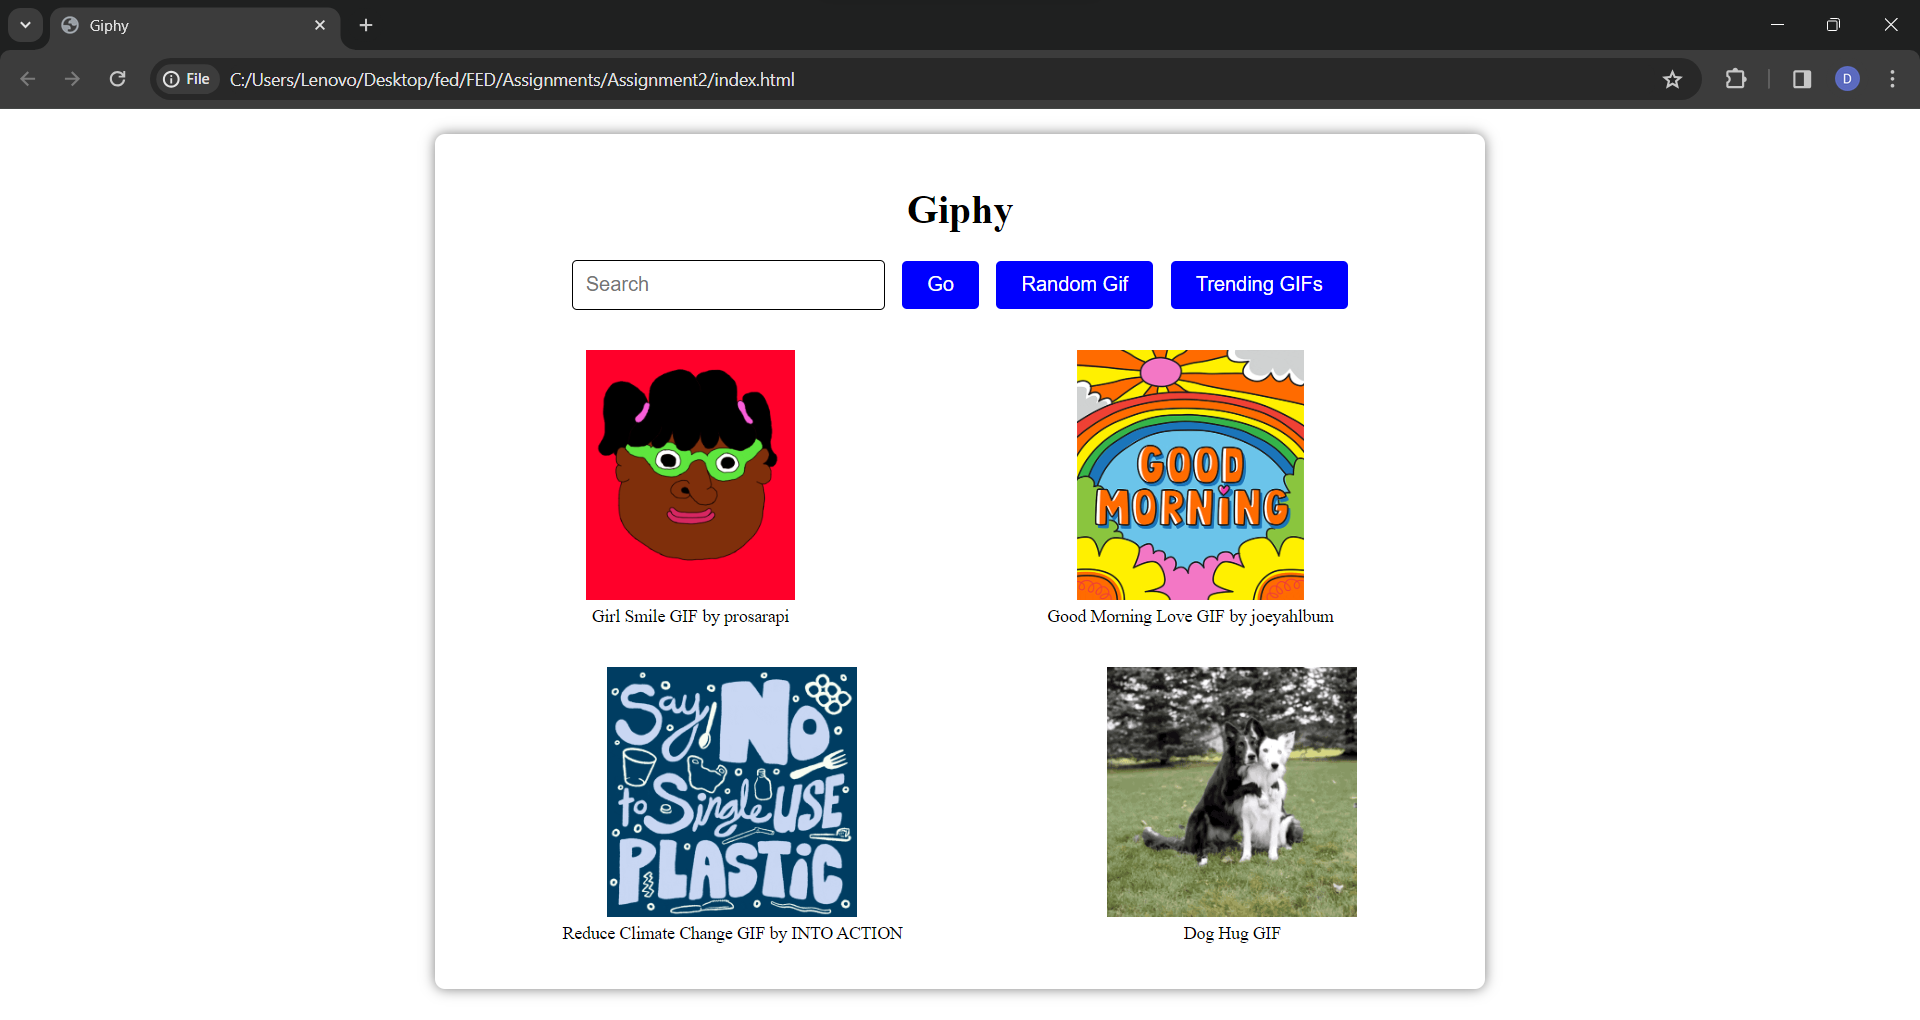 Giphy
File C:/Users/Lenovo/Desktop/fed/FED/Assignments/Assignment2/index.html
D
Giphy
Search Go Random Gif Trending GIFs
GOOD
MORNiNG
Girl Smile GIF by prosarapi Good Morning Love GIF by joeyahlbum
Say NO
to Single USE
PLASTiC
Reduce Climate Change GIF by INTO ACTION Dog Hug GIF